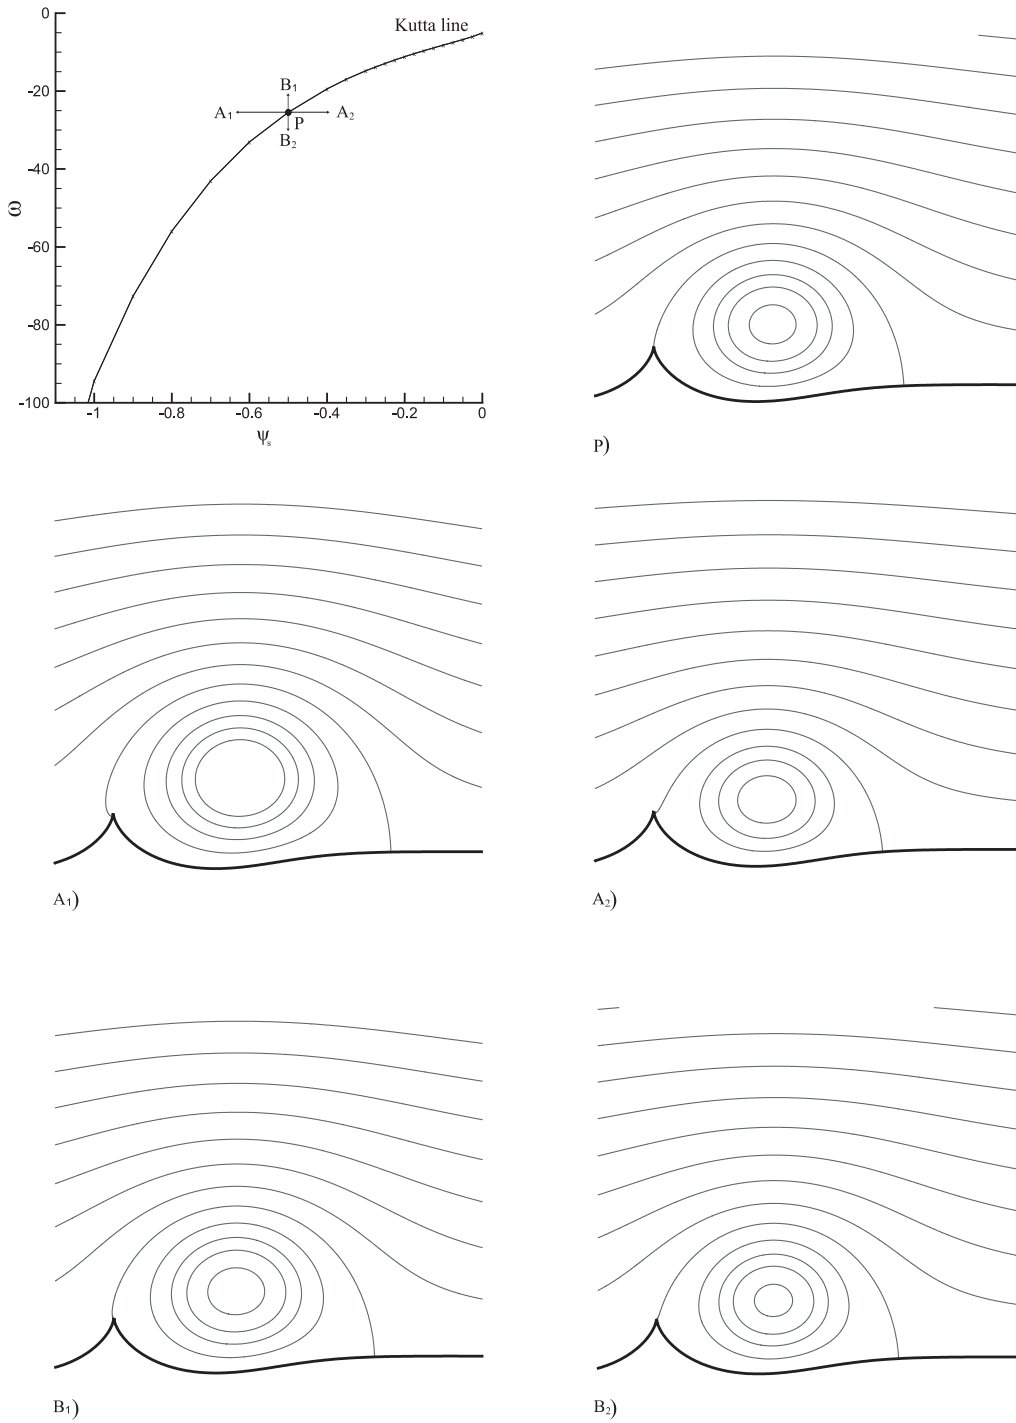 0
Kutta line
-20
B₁
A₁
A₂
P
B₂
-40
ω
-60
-80
-100
-1
-0.8
-0.6
-0.4
-0.2
0
ψₛ
P)
A₁)
A₂)
B₁)
B₂)